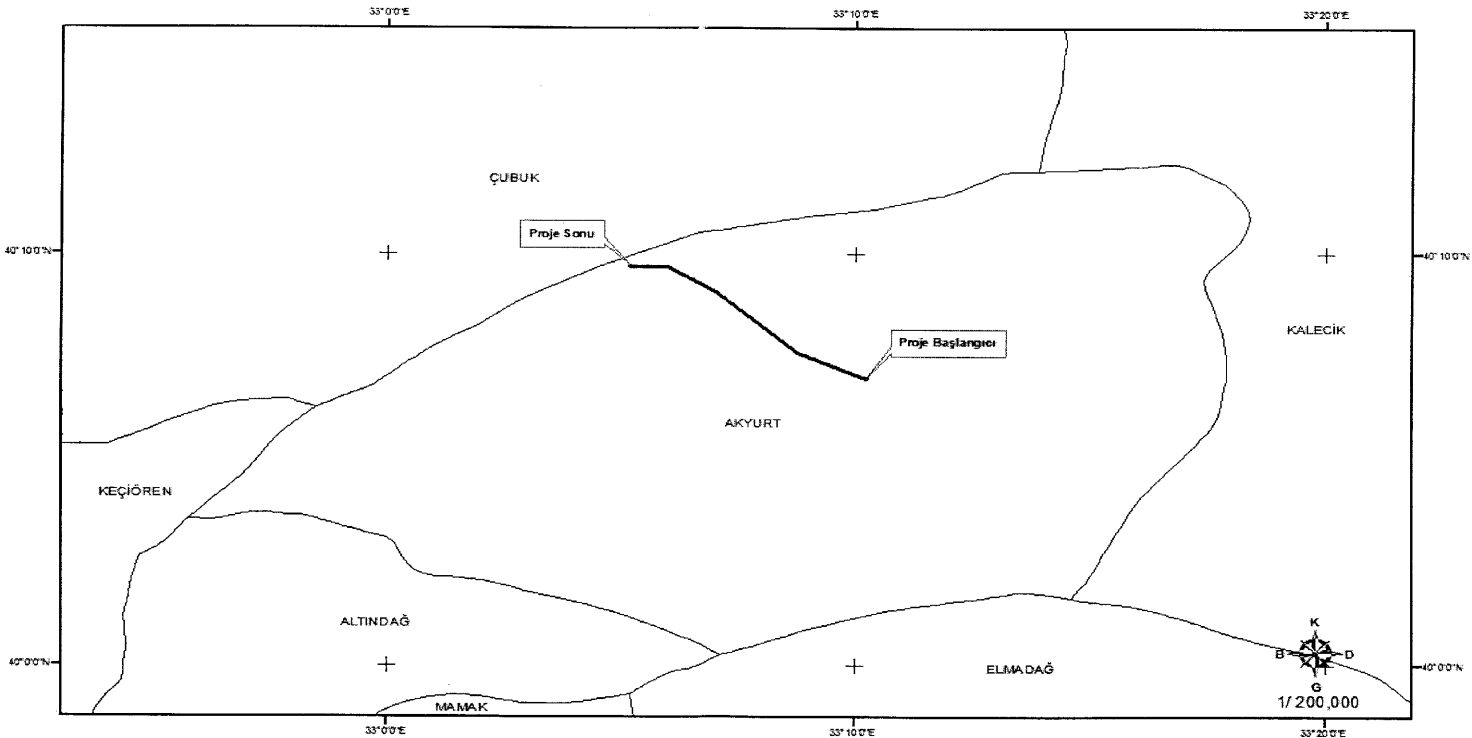 33°0'0"E
33°10'0"E
33°20'0"E
ÇUBUK
Proje Sonu
40°10'0"N
40°10'0"N
KALECİK
Proje Başlangıcı
AKYURT
KEÇİÖREN
ALTINDAĞ
K
B
D
40°0'0"N
ELMADAĞ
40°0'0"N
G
1/ 200,000
MAMAK
33°0'0"E
33°10'0"E
33°20'0"E